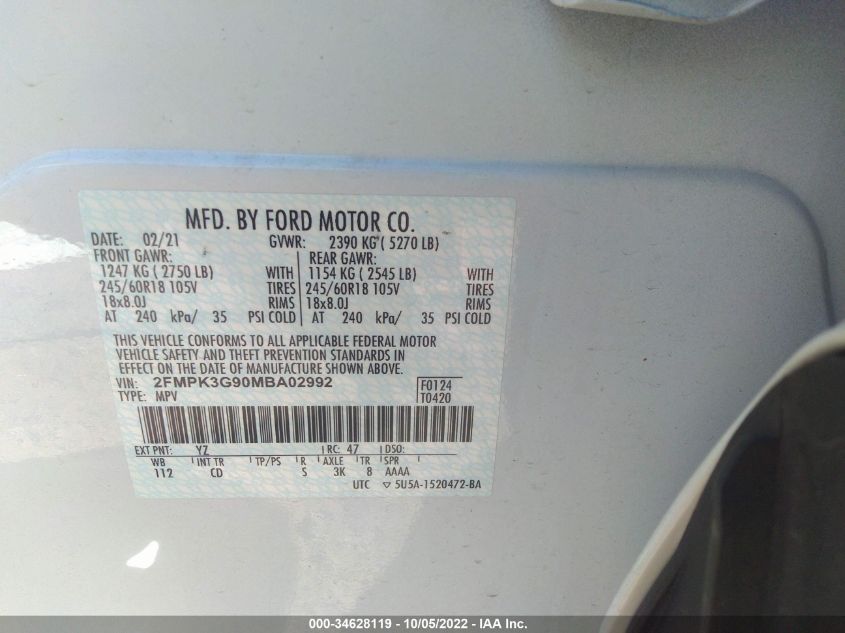 MFD. BY FORD MOTOR CO.
DATE: 02/21 GVWR: 2390 KG ( 5270 LB)
FRONT GAWR: REAR GAWR:
1247 KG ( 2750 LB) WITH 1154 KG ( 2545 LB) WITH
245/60R18 105V TIRES 245/60R18 105V TIRES
18x8.0J RIMS 18x8.0J RIMS
AT 240 kPa/ 35 PSI COLD AT 240 kPa/ 35 PSI COLD
THIS VEHICLE CONFORMS TO ALL APPLICABLE FEDERAL MOTOR
VEHICLE SAFETY AND THEFT PREVENTION STANDARDS IN
EFFECT ON THE DATE OF MANUFACTURE SHOWN ABOVE.
VIN: 2FMPK3G90MBA02992 F0124
TYPE: MPV T0420
EXT PNT: YZ RC: 47 DSO:
WB INT TR TP/PS R AXLE TR SPR
112 CD S 3K 8 AAAA
UTC ▽ 5U5A-1520472-BA
000-34628119 - 10/05/2022 - IAA Inc.